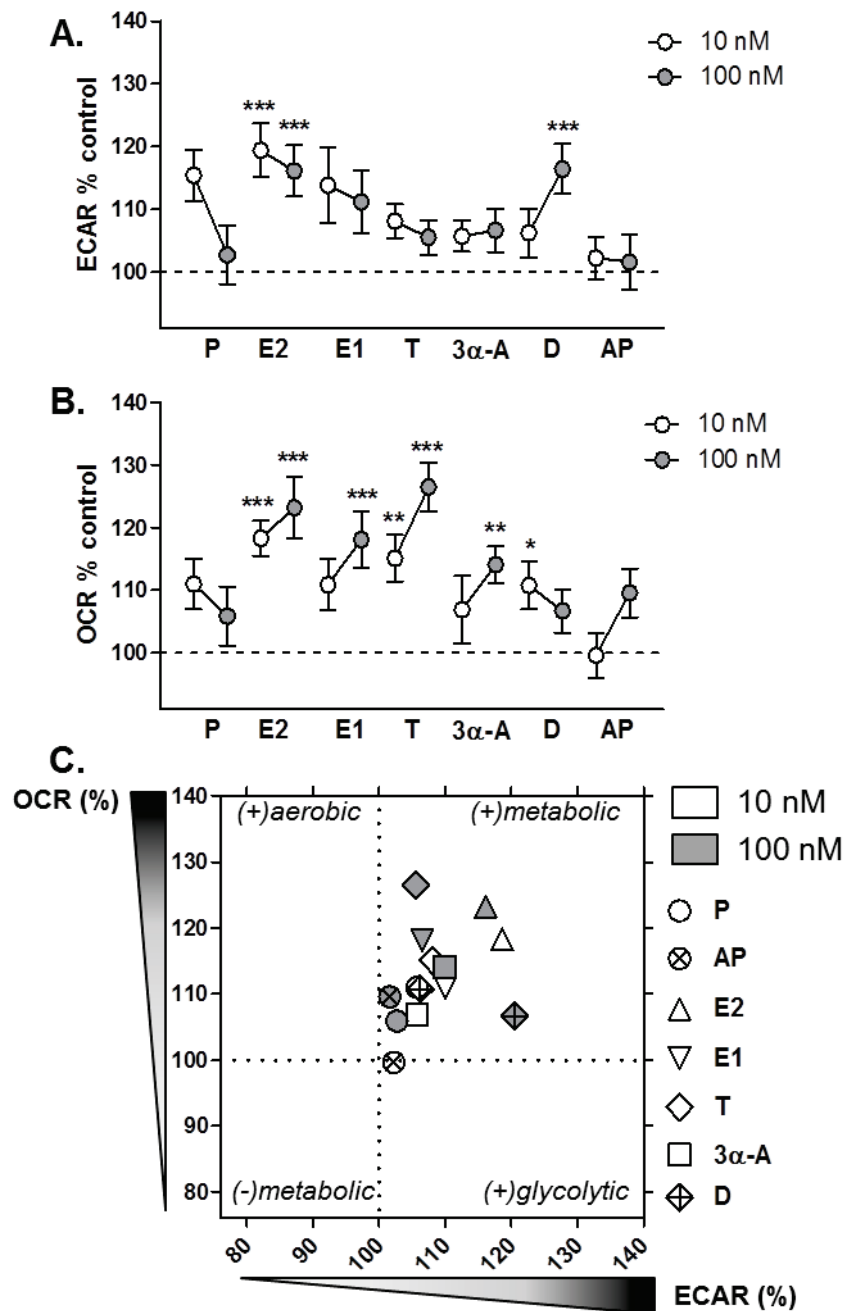 A.
140
130
120
110
100
ECAR % control
10 nM
100 nM
*** *** ***
P E2 E1 T 3α-A D AP
B.
140
130
120
110
100
OCR % control
10 nM
100 nM
*** *** *** ** *** ** *
P E2 E1 T 3α-A D AP
C.
OCR (%)
140
130
120
110
100
90
80
(+)aerobic (+)metabolic
(-)metabolic (+)glycolytic
80 90 100 110 120 130 140
ECAR (%)
10 nM
100 nM
P
AP
E2
E1
T
3α-A
D